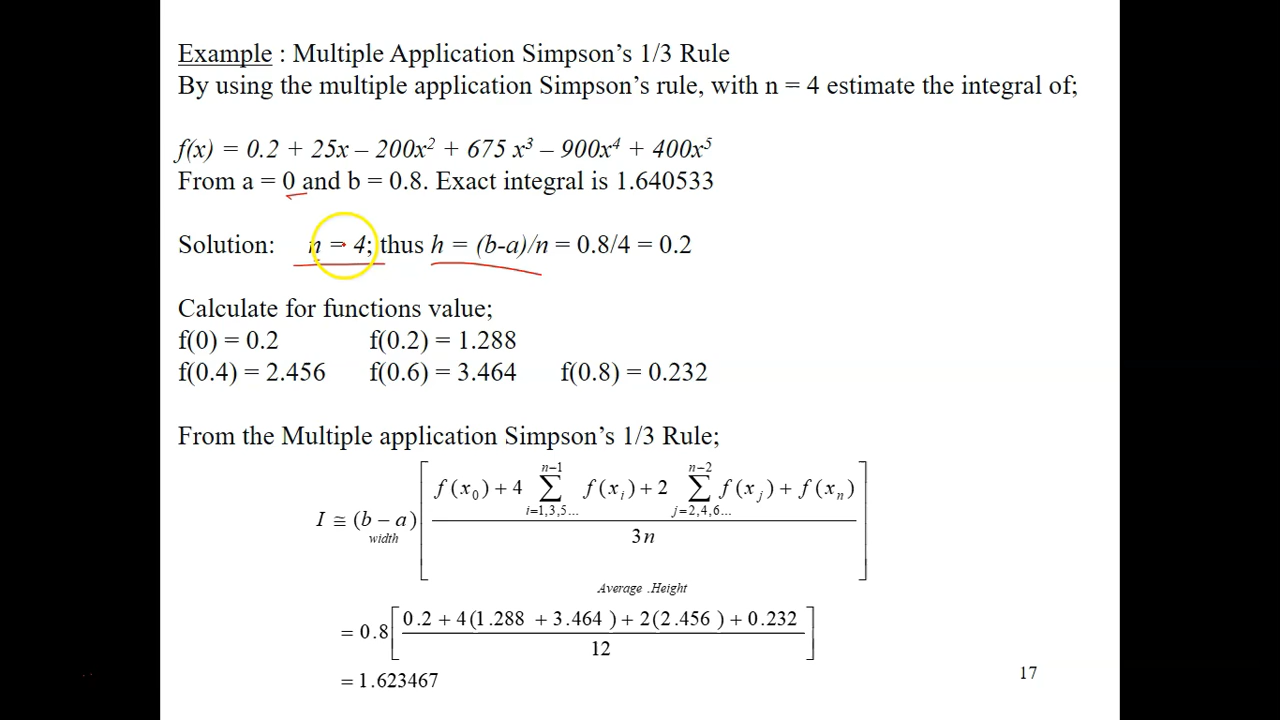 Example : Multiple Application Simpson's 1/3 Rule
By using the multiple application Simpson's rule, with n = 4 estimate the integral of;
f(x) = 0.2 + 25x – 200x² + 675 x³ – 900x⁴ + 400x⁵
From a = 0 and b = 0.8. Exact integral is 1.640533
Solution: n = 4; thus h = (b-a)/n = 0.8/4 = 0.2
Calculate for functions value;
f(0) = 0.2 f(0.2) = 1.288
f(0.4) = 2.456 f(0.6) = 3.464 f(0.8) = 0.232
From the Multiple application Simpson's 1/3 Rule;
I ≅ (b – a) [ ( f(x₀) + 4 ∑_{i=1,3,5...}^{n–1} f(xᵢ) + 2 ∑_{j=2,4,6...}^{n–2} f(xⱼ) + f(xₙ) ) / 3n ]
width
Average .Height
= 0.8 [ ( 0.2 + 4(1.288 + 3.464 ) + 2(2.456 ) + 0.232 ) / 12 ]
= 1.623467
17